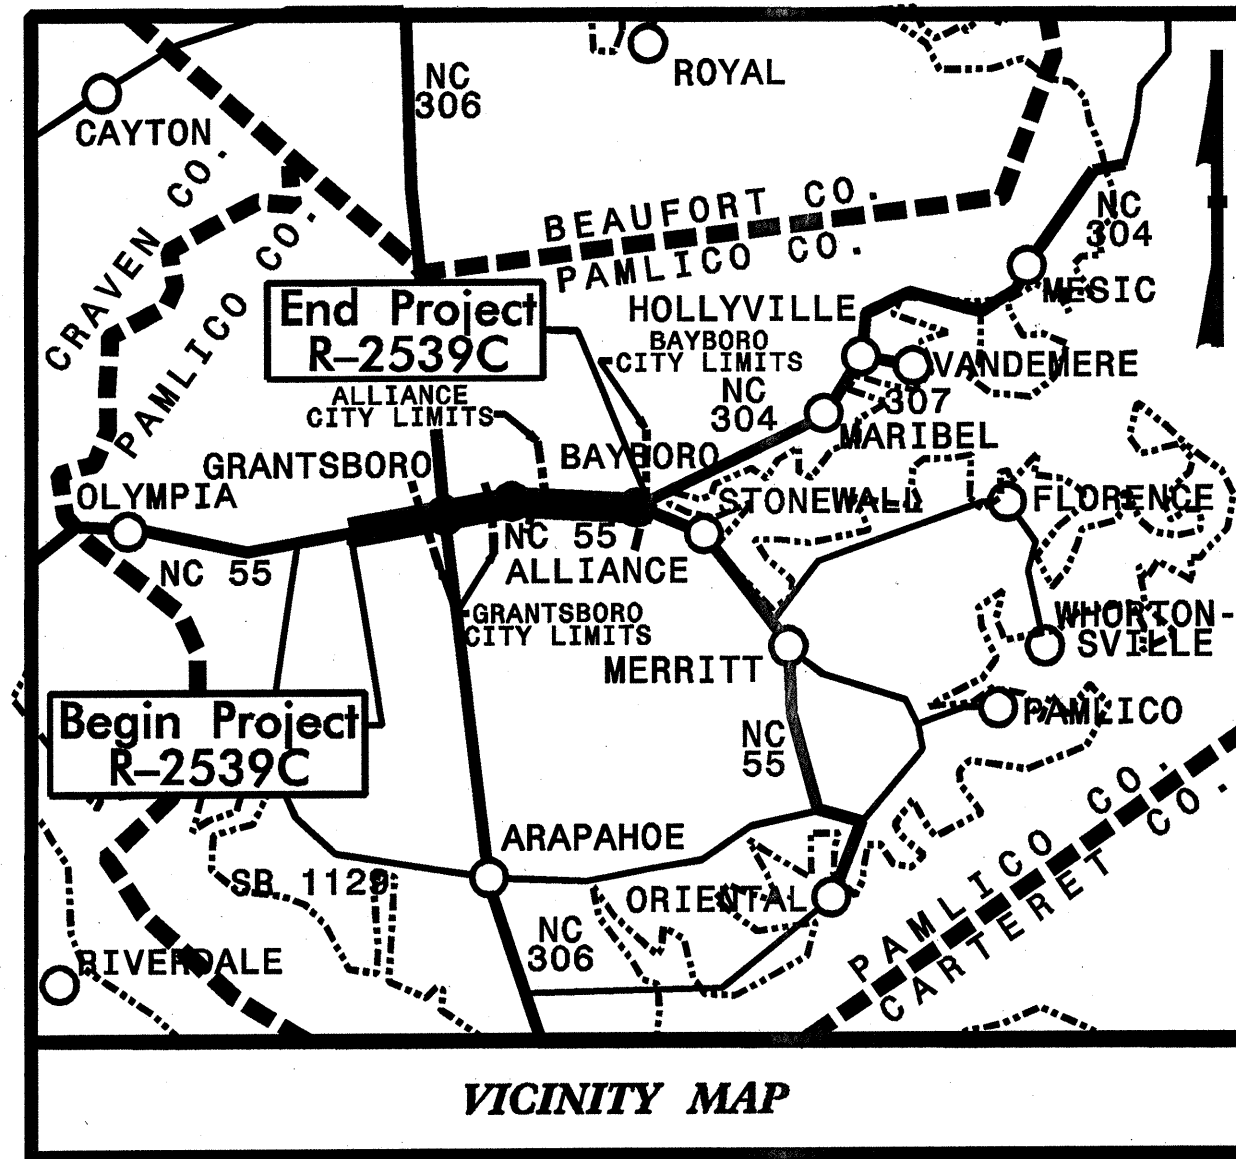 ROYAL
NC
306
CAYTON
CRAVEN CO.
PAMLICO CO.
BEAUFORT CO.
PAMLICO CO.
NC
304
MESIC
End Project
R-2539C
HOLLYVILLE
BAYBORO
CITY LIMITS
VANDEMERE
307
NC
304
MARIBEL
ALLIANCE
CITY LIMITS
GRANTSBORO
BAYBORO
OLYMPIA
STONEWALL
FLORENCE
NC 55
NC 55
ALLIANCE
GRANTSBORO
CITY LIMITS
WHORTON-
SVILLE
MERRITT
PAMLICO
Begin Project
R-2539C
NC
55
PAMLICO CO.
CARTERET CO.
ARAPAHOE
SR 1129
ORIENTAL
NC
306
RIVERDALE
VICINITY MAP